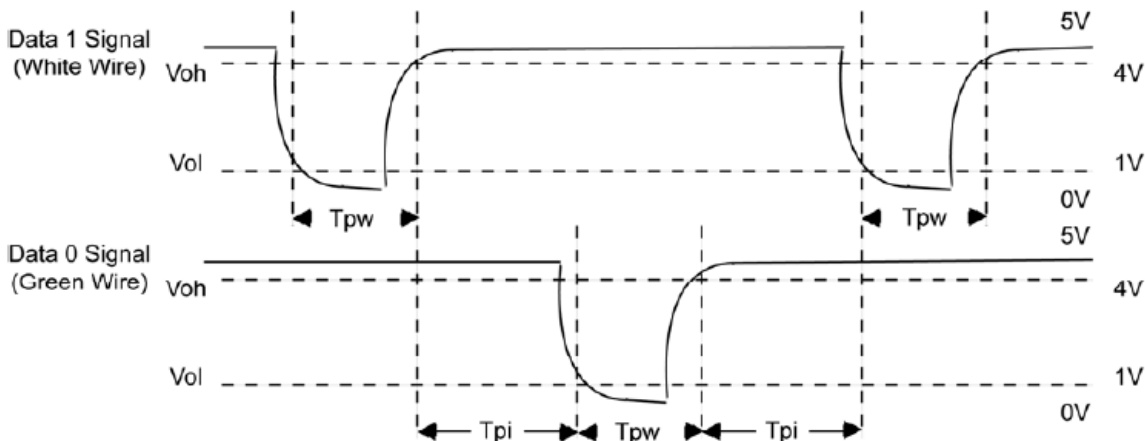 5V
Data 1 Signal
(White Wire) Voh 4V
Vol 1V
0V
Tpw Tpw
5V
Data 0 Signal
(Green Wire) Voh 4V
Vol 1V
0V
Tpi Tpw Tpi